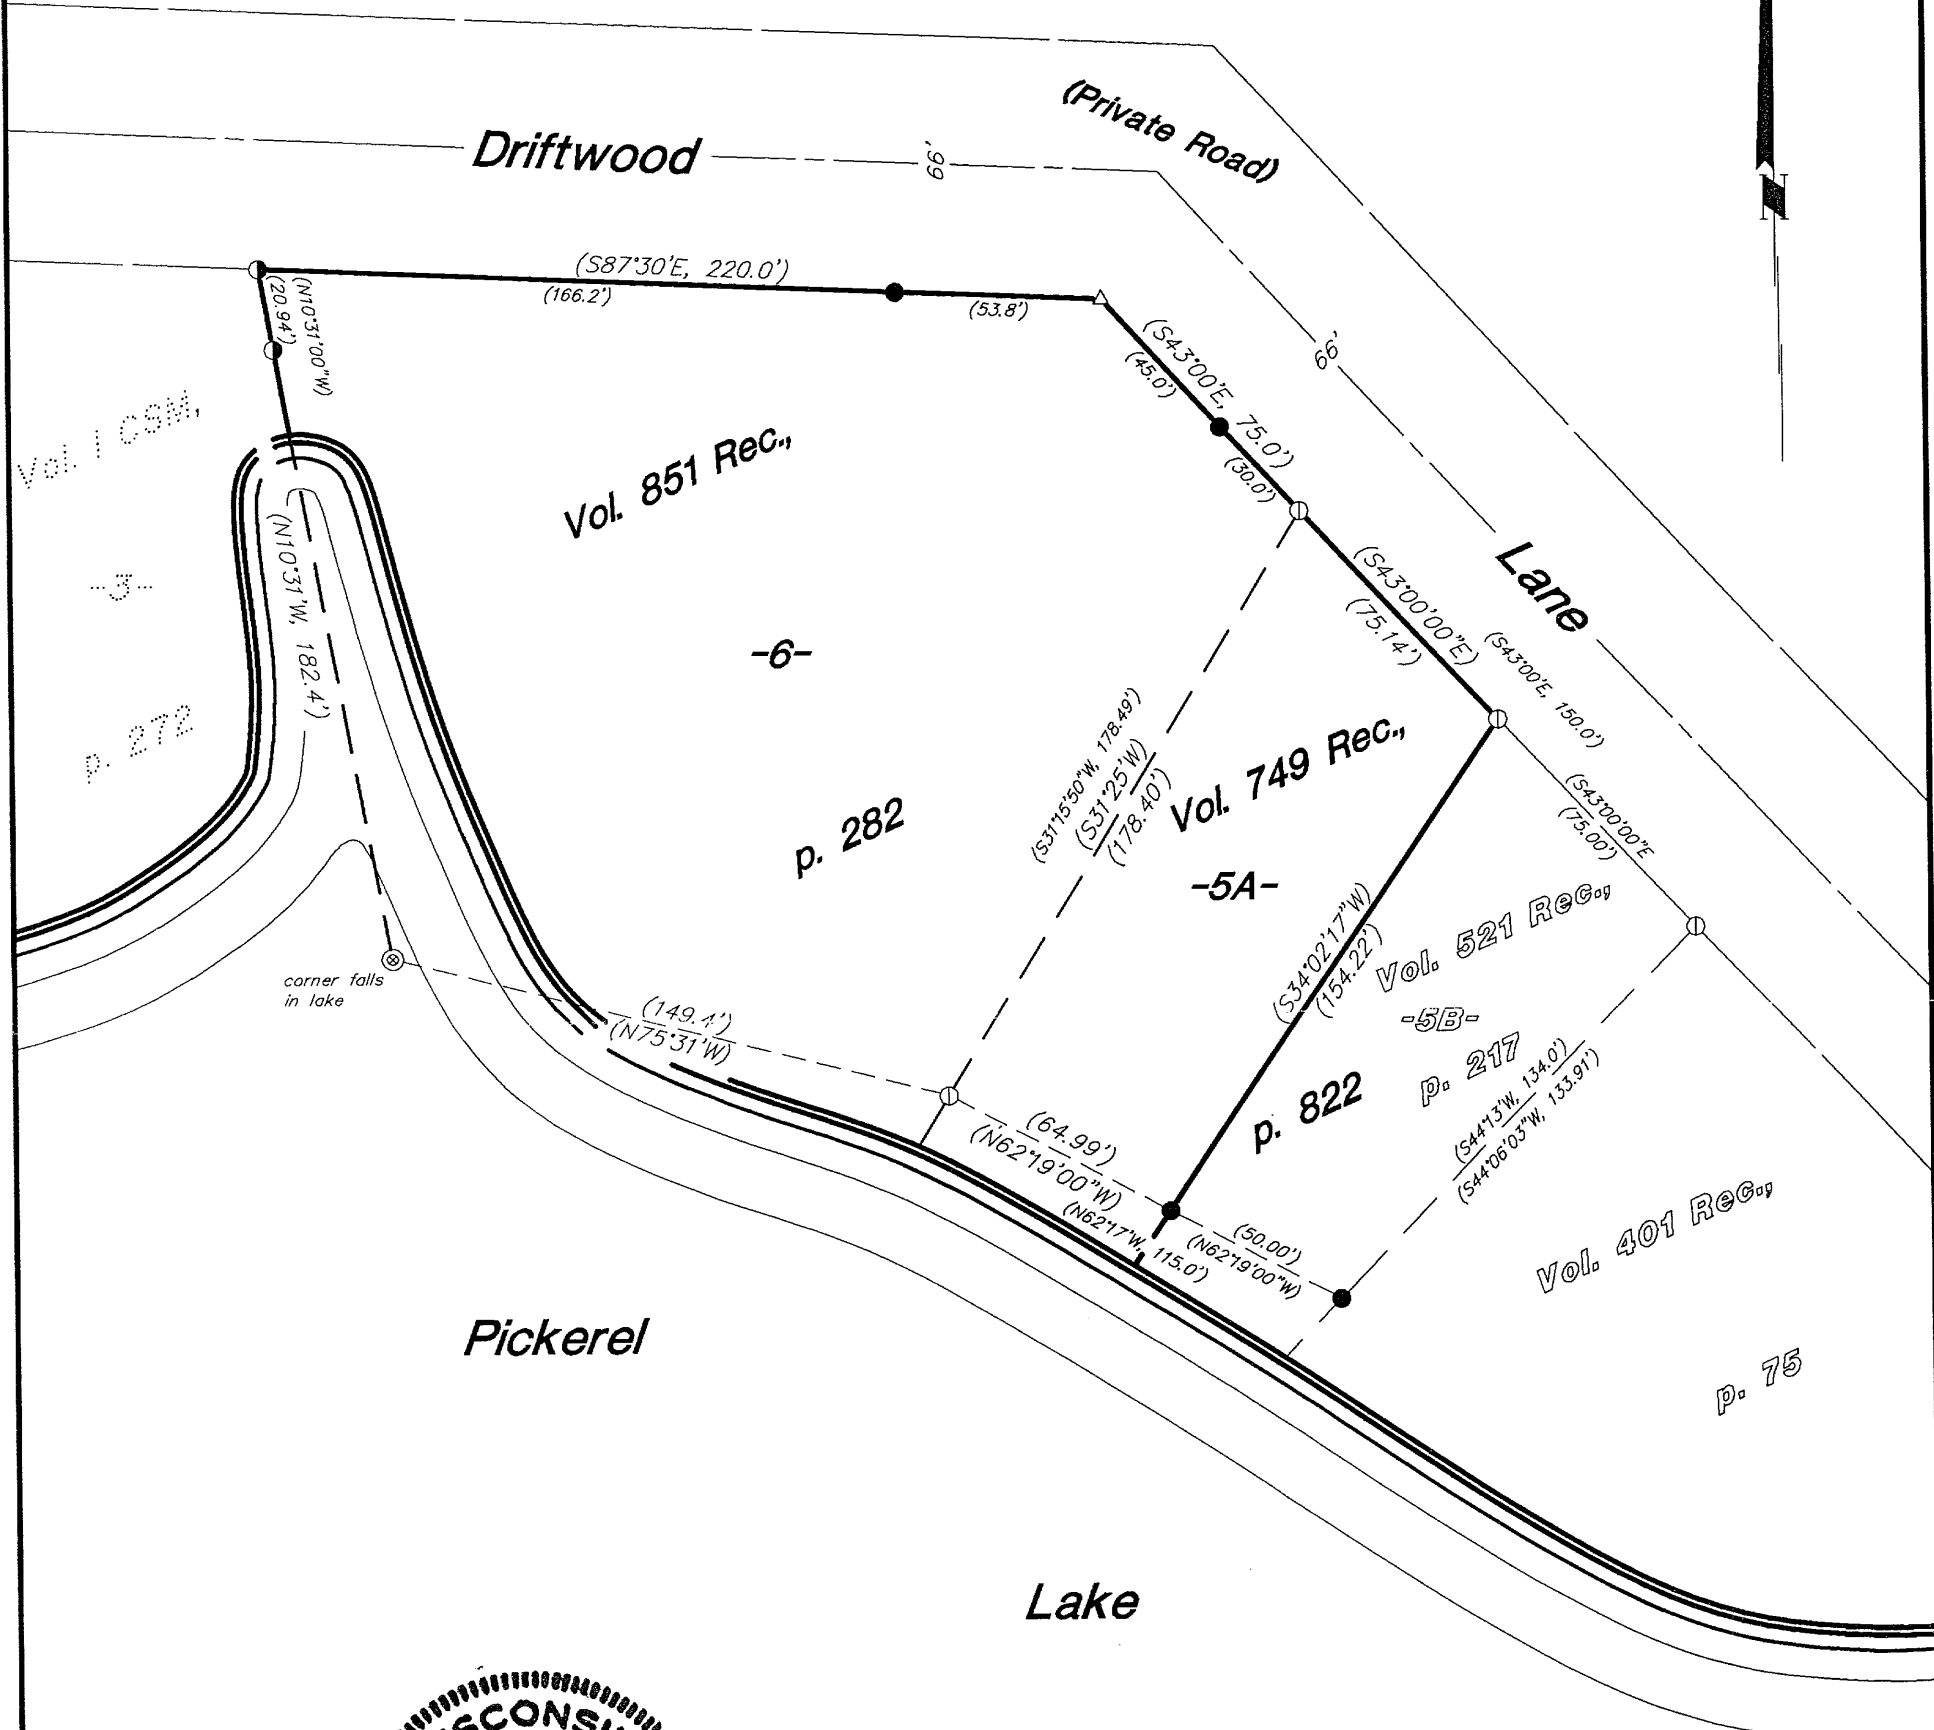 (Private Road)
Driftwood
66'
N
(S87°30'E, 220.0')
(166.2')
(53.8')
(N10°31'00"W)
(20.94')
(S43°00'E, 75.0')
(45.0')
(30.0')
66'
Vol. 1 CSM,
Vol. 851 Rec.,
(N10°31'W, 182.4')
(S43°00'00"E)
(75.14')
Lane
-3-
-6-
(S43°00'E, 150.0')
p. 272
(S31°15'50"W, 178.49')
(S31°25'W)
(178.40')
Vol. 749 Rec.,
p. 282
(S43°00'00"E
(75.00')
-5A-
(S34°02'17"W)
(154.22')
Vol. 521 Rec.,
corner falls
in lake
-5B-
(149.4')
(N75°31'W)
p. 217
p. 822
(64.99')
(N62°19'00"W)
(S44°13'W, 134.0')
(S44°06'03"W, 133.91')
(N62°17'W, 115.0')
(50.00')
(N62°19'00"W)
Vol. 401 Rec.,
Pickerel
p. 75
Lake